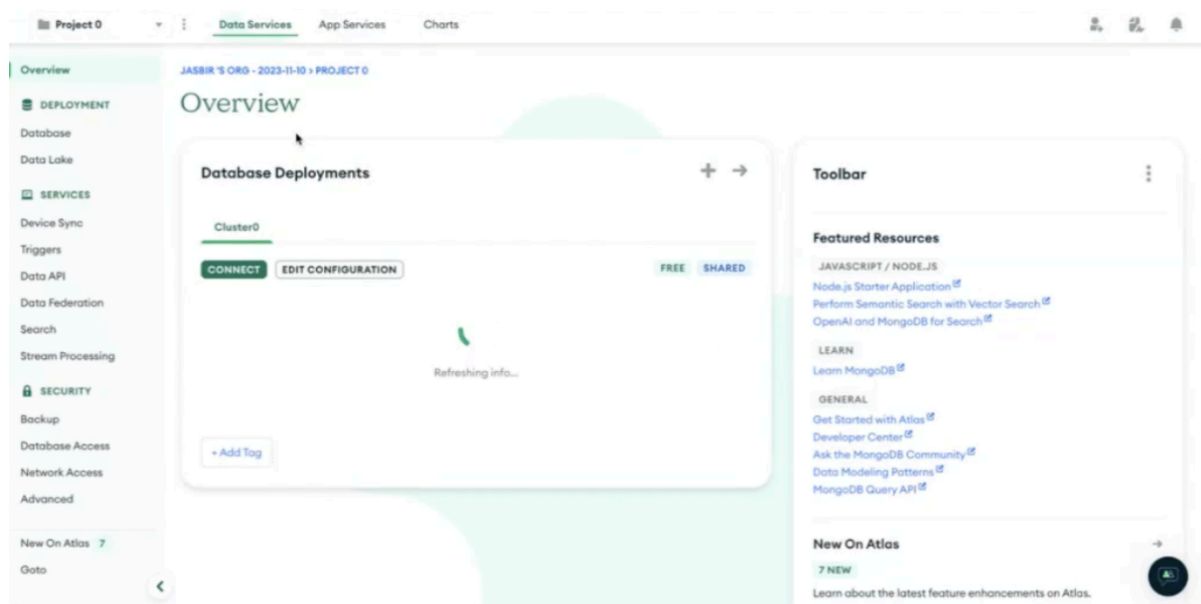 Project 0
Data Services
App Services
Charts
Overview
DEPLOYMENT
Database
Data Lake
SERVICES
Device Sync
Triggers
Data API
Data Federation
Search
Stream Processing
SECURITY
Backup
Database Access
Network Access
Advanced
New On Atlas 7
Goto
JASBIR 'S ORG - 2023-11-10 > PROJECT 0
Overview
Database Deployments
Cluster0
CONNECT
EDIT CONFIGURATION
FREE
SHARED
Refreshing info...
+ Add Tag
Toolbar
Featured Resources
JAVASCRIPT / NODE.JS
Node.js Starter Application
Perform Semantic Search with Vector Search
OpenAI and MongoDB for Search
LEARN
Learn MongoDB
GENERAL
Get Started with Atlas
Developer Center
Ask the MongoDB Community
Data Modeling Patterns
MongoDB Query API
New On Atlas
7 NEW
Learn about the latest feature enhancements on Atlas.